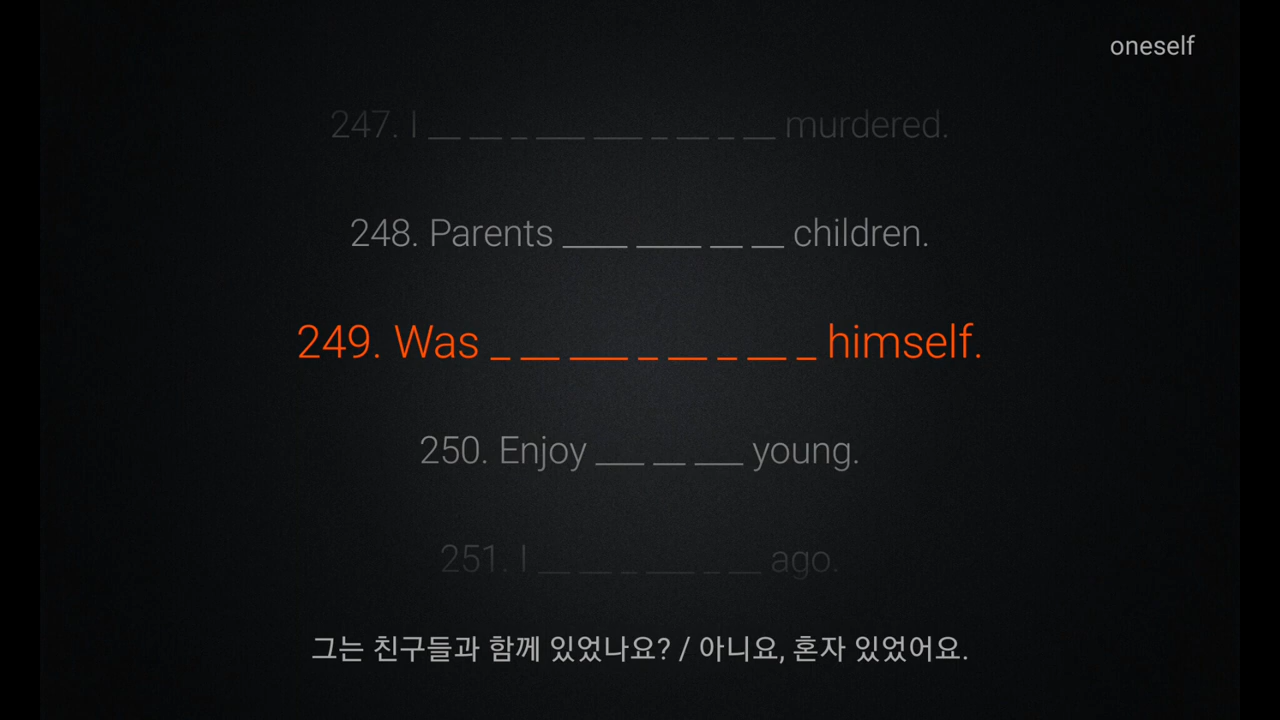 oneself
247. I __ __ _ ___ ___ _ __ _ __ murdered.
248. Parents ____ ____ __ __ children.
249. Was _ __ ___ _ __ _ __ _ himself.
250. Enjoy ___ __ ___ young.
251. I __ __ _ ___ _ __ ago.
그는 친구들과 함께 있었나요? / 아니요, 혼자 있었어요.